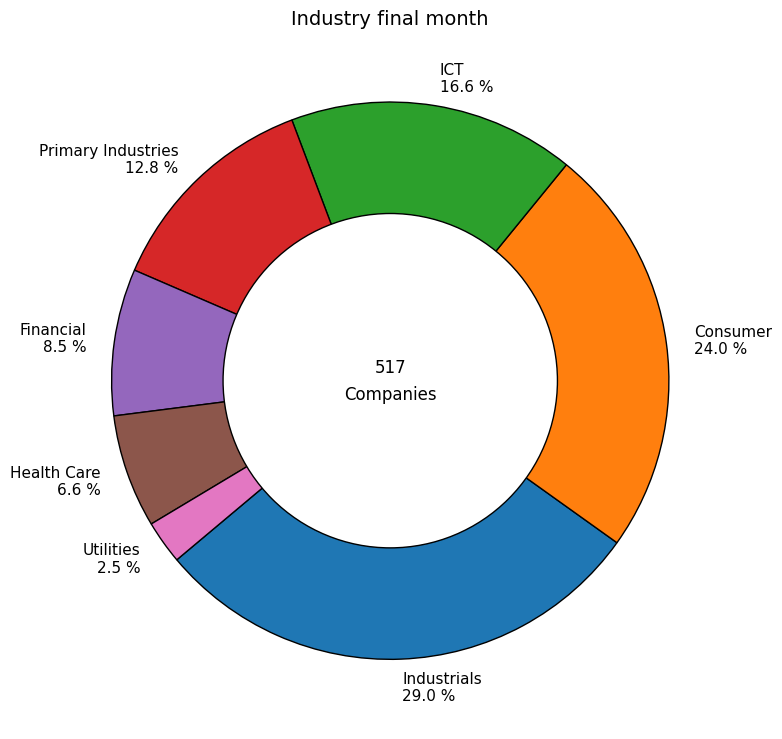 Industry final month
ICT
16.6 %
Primary Industries
12.8 %
Consumer
24.0 %
Financial
8.5 %
517
Companies
Health Care
6.6 %
Utilities
2.5 %
Industrials
29.0 %